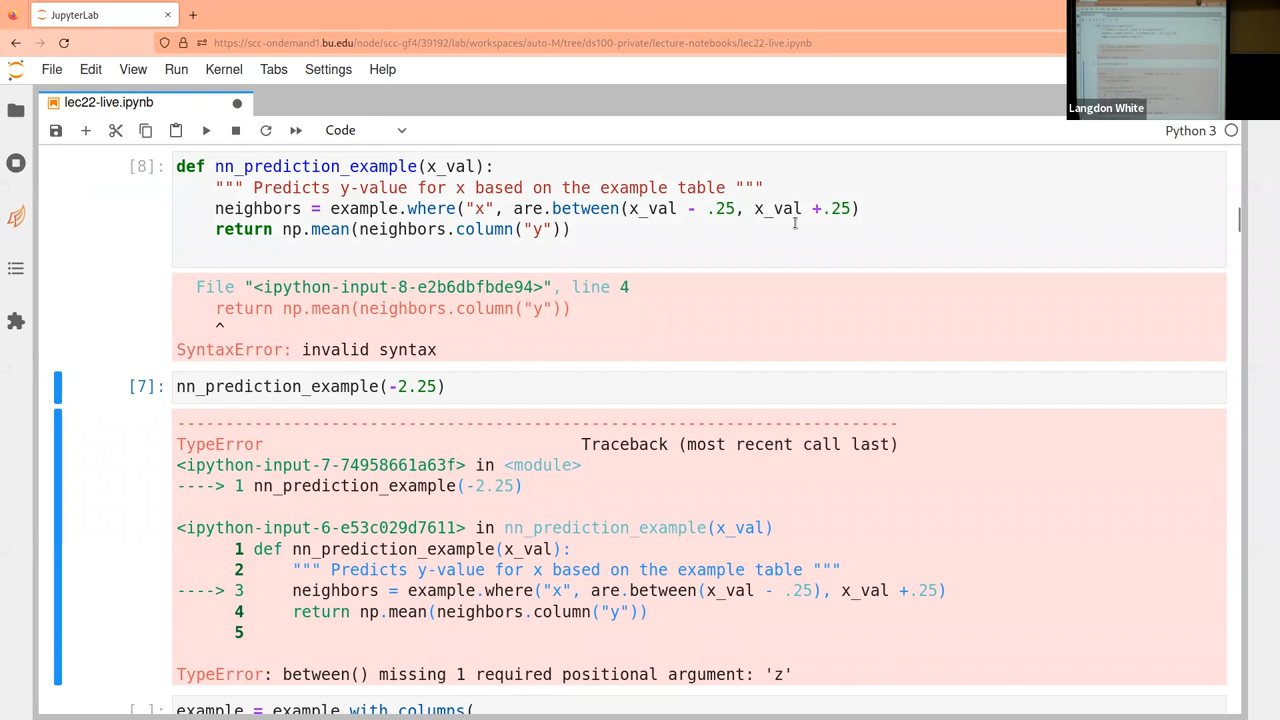 JupyterLab
https://scc-ondemand1.bu.edu/node/scc-gf4/39192/lab/workspaces/auto-M/tree/ds100-private/lecture-notebooks/lec22-live.ipynb
File Edit View Run Kernel Tabs Settings Help
Langdon White
lec22-live.ipynb
Code
Python 3
[8]:
def nn_prediction_example(x_val):
    """ Predicts y-value for x based on the example table """
    neighbors = example.where("x", are.between(x_val - .25, x_val +.25)
    return np.mean(neighbors.column("y"))
File "<ipython-input-8-e2b6dbfbde94>", line 4
    return np.mean(neighbors.column("y"))
    ^
SyntaxError: invalid syntax
[7]:
nn_prediction_example(-2.25)
---------------------------------------------------------------------------
TypeError Traceback (most recent call last)
<ipython-input-7-74958661a63f> in <module>
----> 1 nn_prediction_example(-2.25)
<ipython-input-6-e53c029d7611> in nn_prediction_example(x_val)
      1 def nn_prediction_example(x_val):
      2     """ Predicts y-value for x based on the example table """
----> 3     neighbors = example.where("x", are.between(x_val - .25), x_val +.25)
      4     return np.mean(neighbors.column("y"))
      5
TypeError: between() missing 1 required positional argument: 'z'
[ ]:
example = example.with_columns(